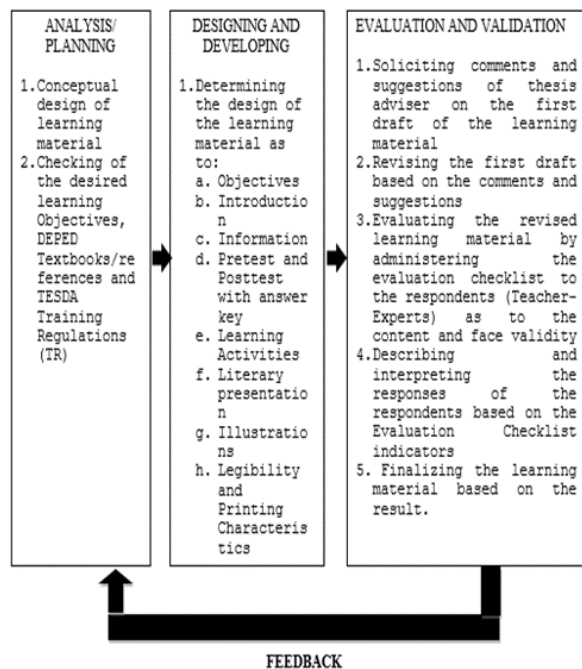 ANALYSIS/
PLANNING
1.Conceptual
design of
learning
material
2.Checking of
the desired
learning
Objectives,
DEPED
Textbooks/re
ferences and
TESDA
Training
Regulations
(TR)
DESIGNING AND
DEVELOPING
1.Determining
the design of
the learning
material as
to:
a. Objectives
b. Introductio
n
c. Information
d. Pretest and
Posttest
with answer
key
e. Learning
Activities
f. Literary
presentatio
n
g. Illustratio
ns
h. Legibility
and
Printing
Characteris
tics
EVALUATION AND VALIDATION
1.Soliciting comments and
suggestions of thesis
adviser on the first
draft of the learning
material
2.Revising the first draft
based on the comments and
suggestions
3.Evaluating the revised
learning material by
administering the
evaluation checklist to
the respondents (Teacher-
Experts) as to the
content and face validity
4.Describing and
interpreting the
responses of the
respondents based on the
Evaluation Checklist
indicators
5. Finalizing the learning
material based on the
result.
FEEDBACK